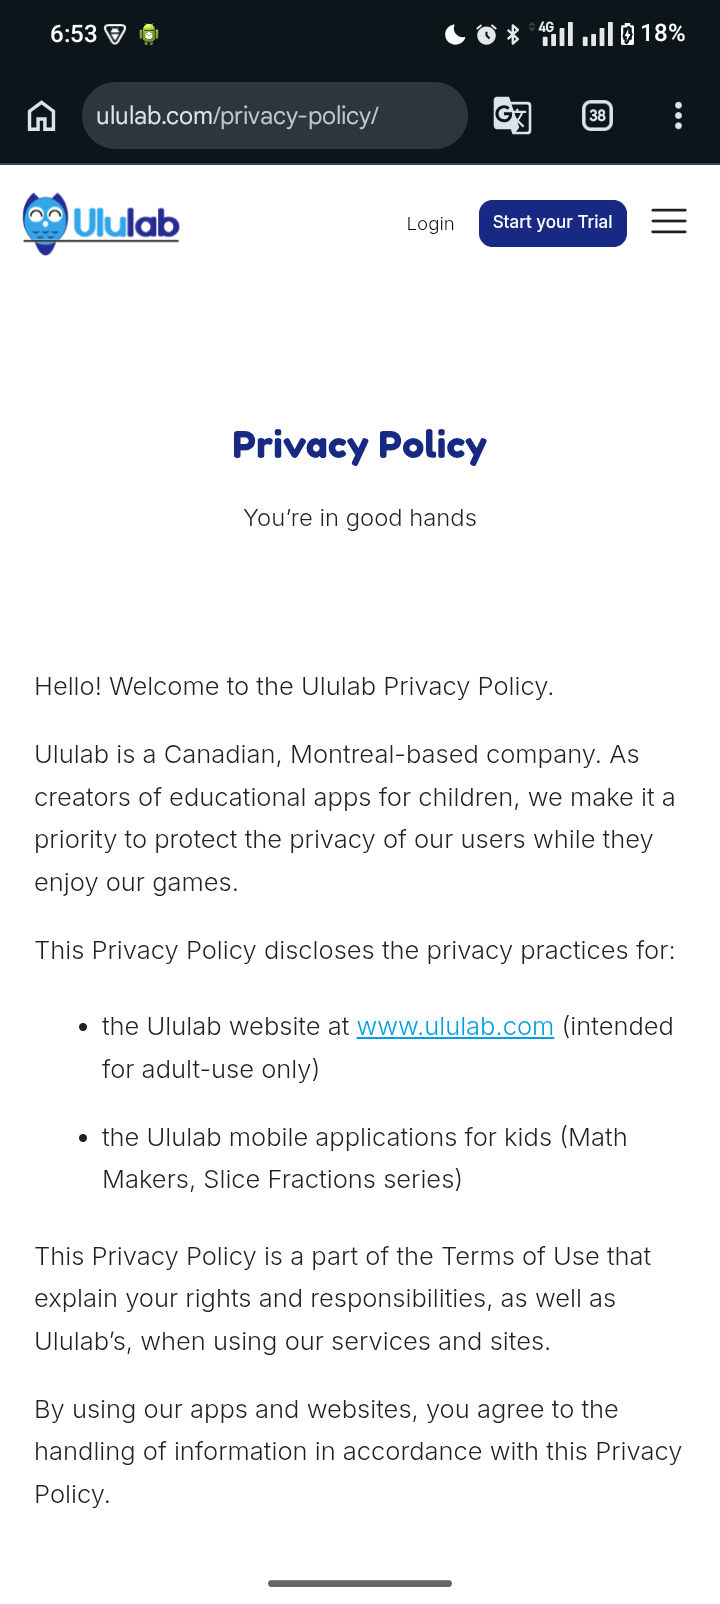 6:53
4G
18%
ululab.com/privacy-policy/
G
38
Ululab
Login
Start your Trial
Privacy Policy
You’re in good hands
Hello! Welcome to the Ululab Privacy Policy.
Ululab is a Canadian, Montreal-based company. As
creators of educational apps for children, we make it a
priority to protect the privacy of our users while they
enjoy our games.
This Privacy Policy discloses the privacy practices for:
• the Ululab website at www.ululab.com (intended
for adult-use only)
• the Ululab mobile applications for kids (Math
Makers, Slice Fractions series)
This Privacy Policy is a part of the Terms of Use that
explain your rights and responsibilities, as well as
Ululab’s, when using our services and sites.
By using our apps and websites, you agree to the
handling of information in accordance with this Privacy
Policy.